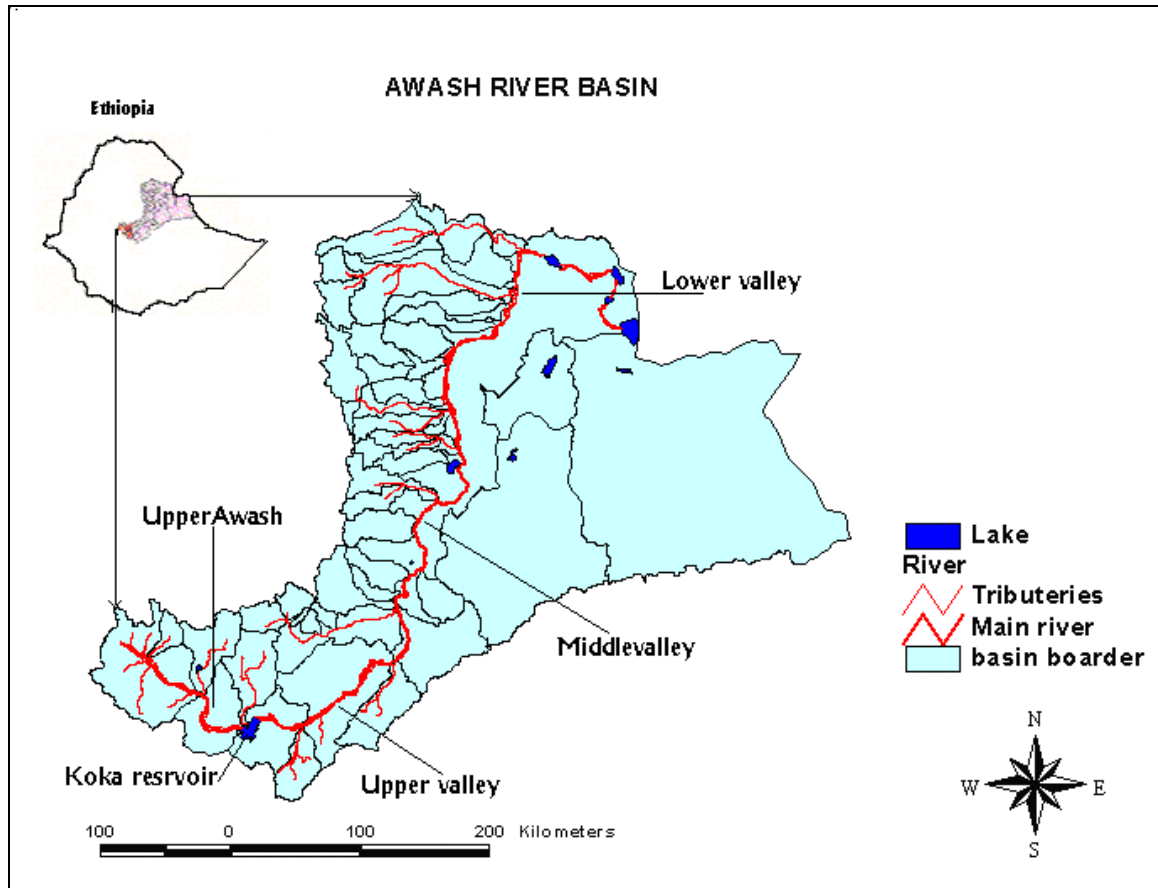 AWASH RIVER BASIN
Ethiopia
Lower valley
UpperAwash
Lake
River
Tributeries
Main river
Middlevalley
basin boarder
Koka resrvoir
Upper valley
N
W E
S
100 0 100 200 Kilometers